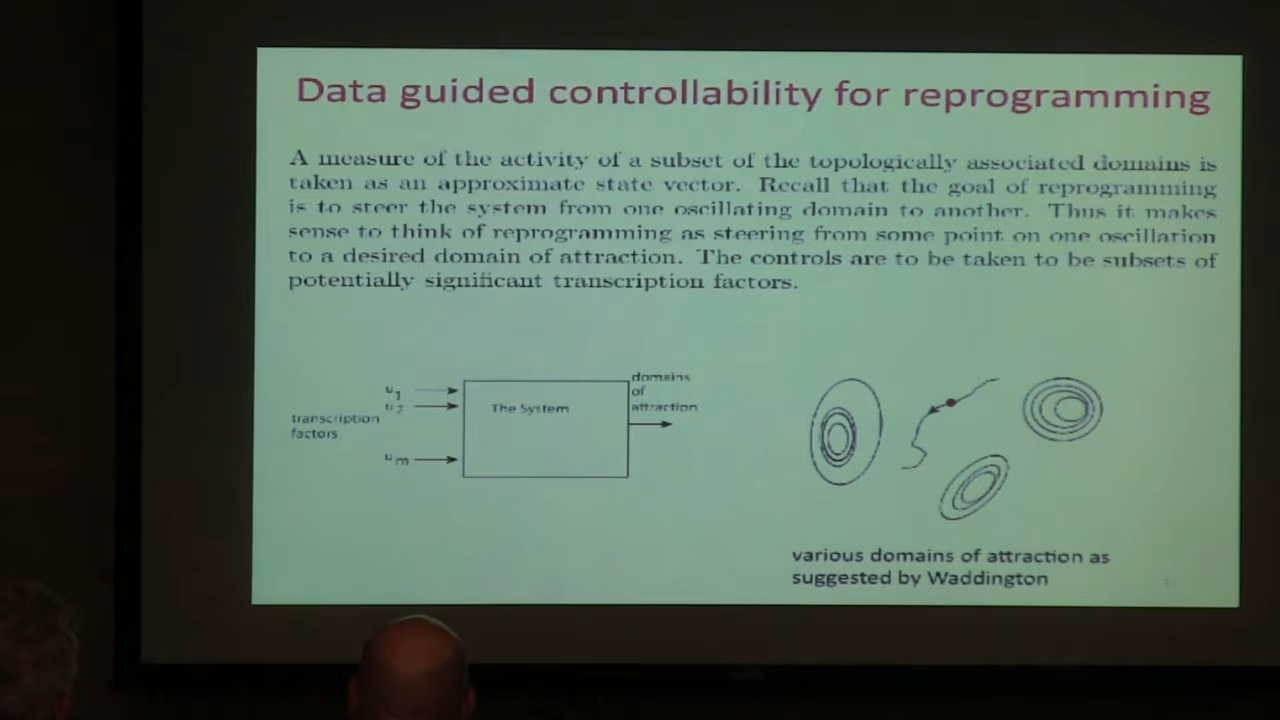 Data guided controllability for reprogramming
A measure of the activity of a subset of the topologically associated domains is
taken as an approximate state vector. Recall that the goal of reprogramming
is to steer the system from one oscillating domain to another. Thus it makes
sense to think of reprogramming as steering from some point on one oscillation
to a desired domain of attraction. The controls are to be taken to be subsets of
potentially significant transcription factors.
transcription
factors
u1
u2
um
The System
domains
of
attraction
various domains of attraction as
suggested by Waddington